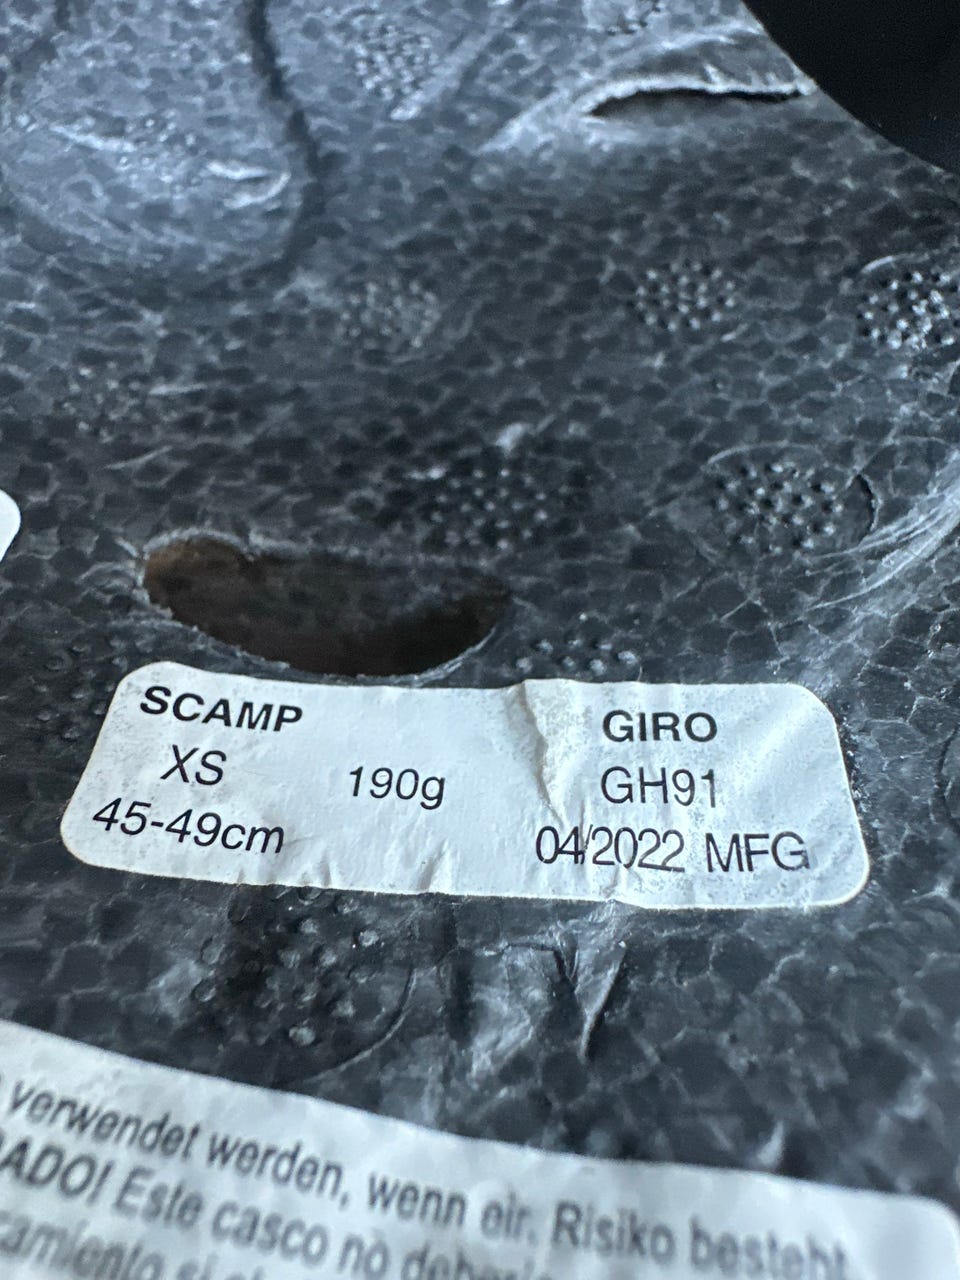 SCAMP
XS
45-49cm
190g
GIRO
GH91
04/2022 MFG
verwendet werden, wenn ein Risiko besteht
ADO! Este casco no